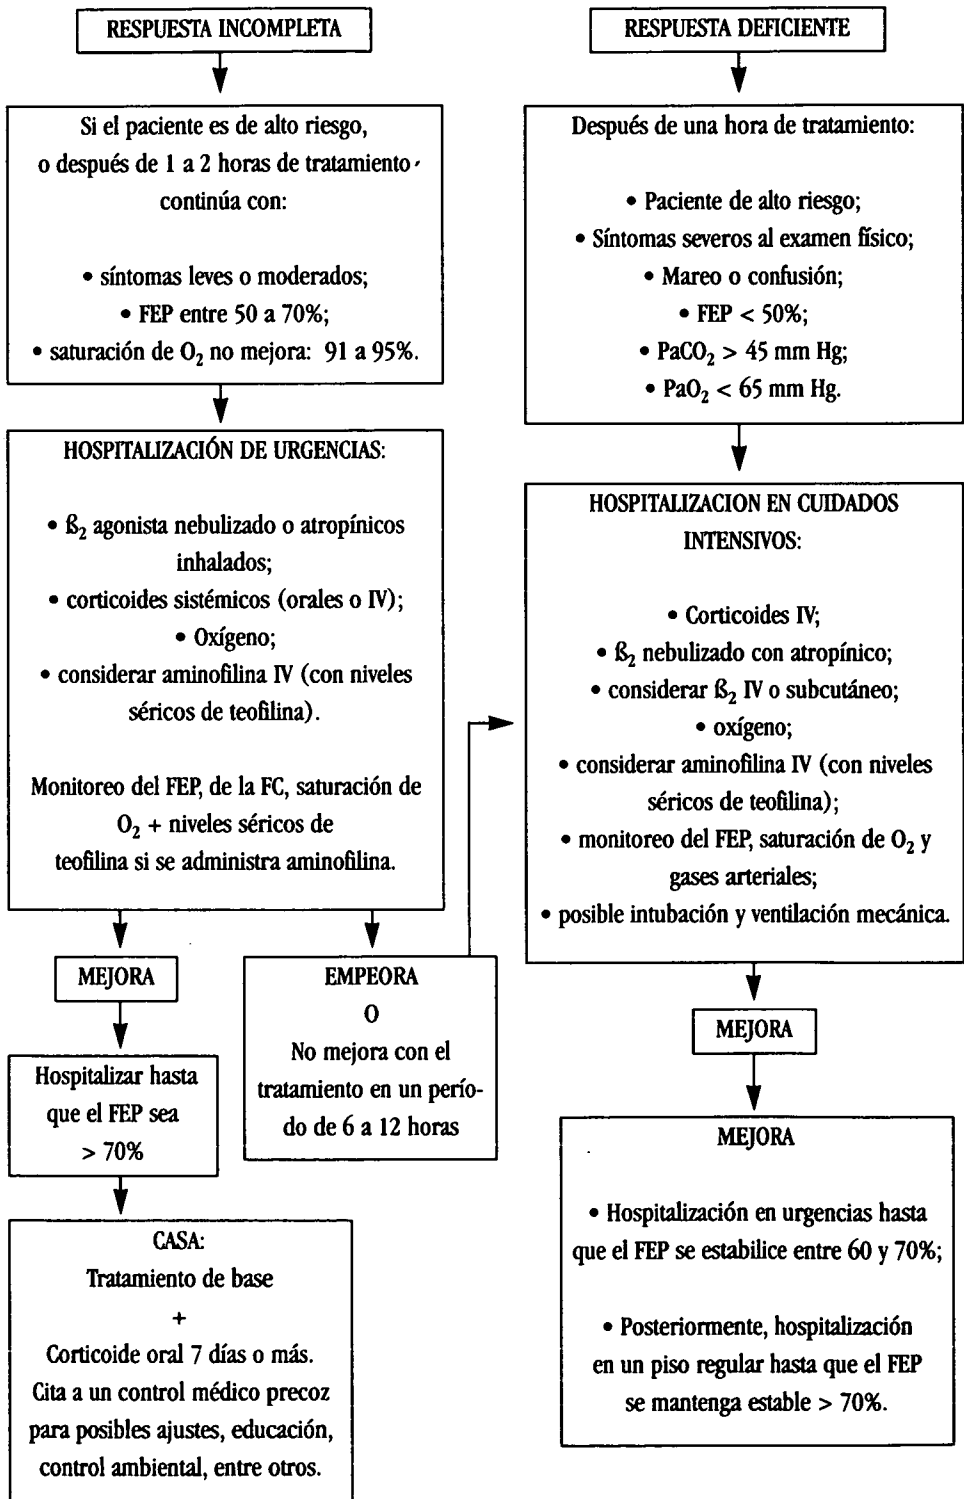 RESPUESTA INCOMPLETA
Si el paciente es de alto riesgo,
o después de 1 a 2 horas de tratamiento
continúa con:
• síntomas leves o moderados;
• FEP entre 50 a 70%;
• saturación de O₂ no mejora: 91 a 95%.
HOSPITALIZACIÓN DE URGENCIAS:
• ß₂ agonista nebulizado o atropínicos
inhalados;
• corticoides sistémicos (orales o IV);
• Oxígeno;
• considerar aminofilina IV (con niveles
séricos de teofilina).
Monitoreo del FEP, de la FC, saturación de
O₂ + niveles séricos de
teofilina si se administra aminofilina.
MEJORA
Hospitalizar hasta
que el FEP sea
> 70%
CASA:
Tratamiento de base
+
Corticoide oral 7 días o más.
Cita a un control médico precoz
para posibles ajustes, educación,
control ambiental, entre otros.
EMPEORA
O
No mejora con el
tratamiento en un perío-
do de 6 a 12 horas
RESPUESTA DEFICIENTE
Después de una hora de tratamiento:
• Paciente de alto riesgo;
• Síntomas severos al examen físico;
• Mareo o confusión;
• FEP < 50%;
• PaCO₂ > 45 mm Hg;
• PaO₂ < 65 mm Hg.
HOSPITALIZACION EN CUIDADOS
INTENSIVOS:
• Corticoides IV;
• ß₂ nebulizado con atropínico;
• considerar ß₂ IV o subcutáneo;
• oxígeno;
• considerar aminofilina IV (con niveles
séricos de teofilina);
• monitoreo del FEP, saturación de O₂ y
gases arteriales;
• posible intubación y ventilación mecánica.
MEJORA
MEJORA
• Hospitalización en urgencias hasta
que el FEP se estabilice entre 60 y 70%;
• Posteriormente, hospitalización
en un piso regular hasta que el FEP
se mantenga estable > 70%.